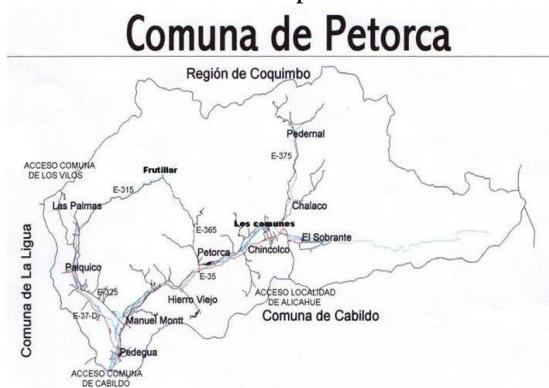 Comuna de Petorca
Región de Coquimbo
Pedernal
E-375
ACCESO COMUNA
DE LOS VILOS
Frutillar
E-315
Las Palmas
Chalaco
Los comunes
E-365
El Sobrante
Petorca
Chincolco
Comuna de La Ligua
Palquico
E-35
E-325
Hierro Viejo
ACCESO LOCALIDAD
DE ALICAHUE
E-37-D
Manuel Montt
Comuna de Cabildo
Pedegua
ACCESO COMUNA
DE CABILDO